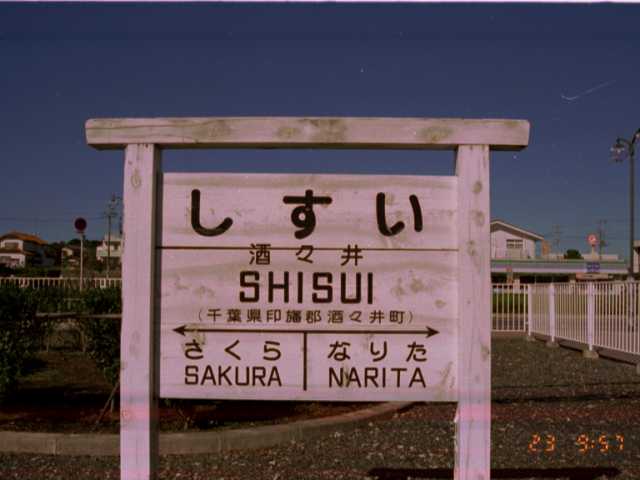 しすい
酒々井
SHISUI
(千葉県印旛郡酒々井町)
さくら なりた
SAKURA NARITA
23 9:57